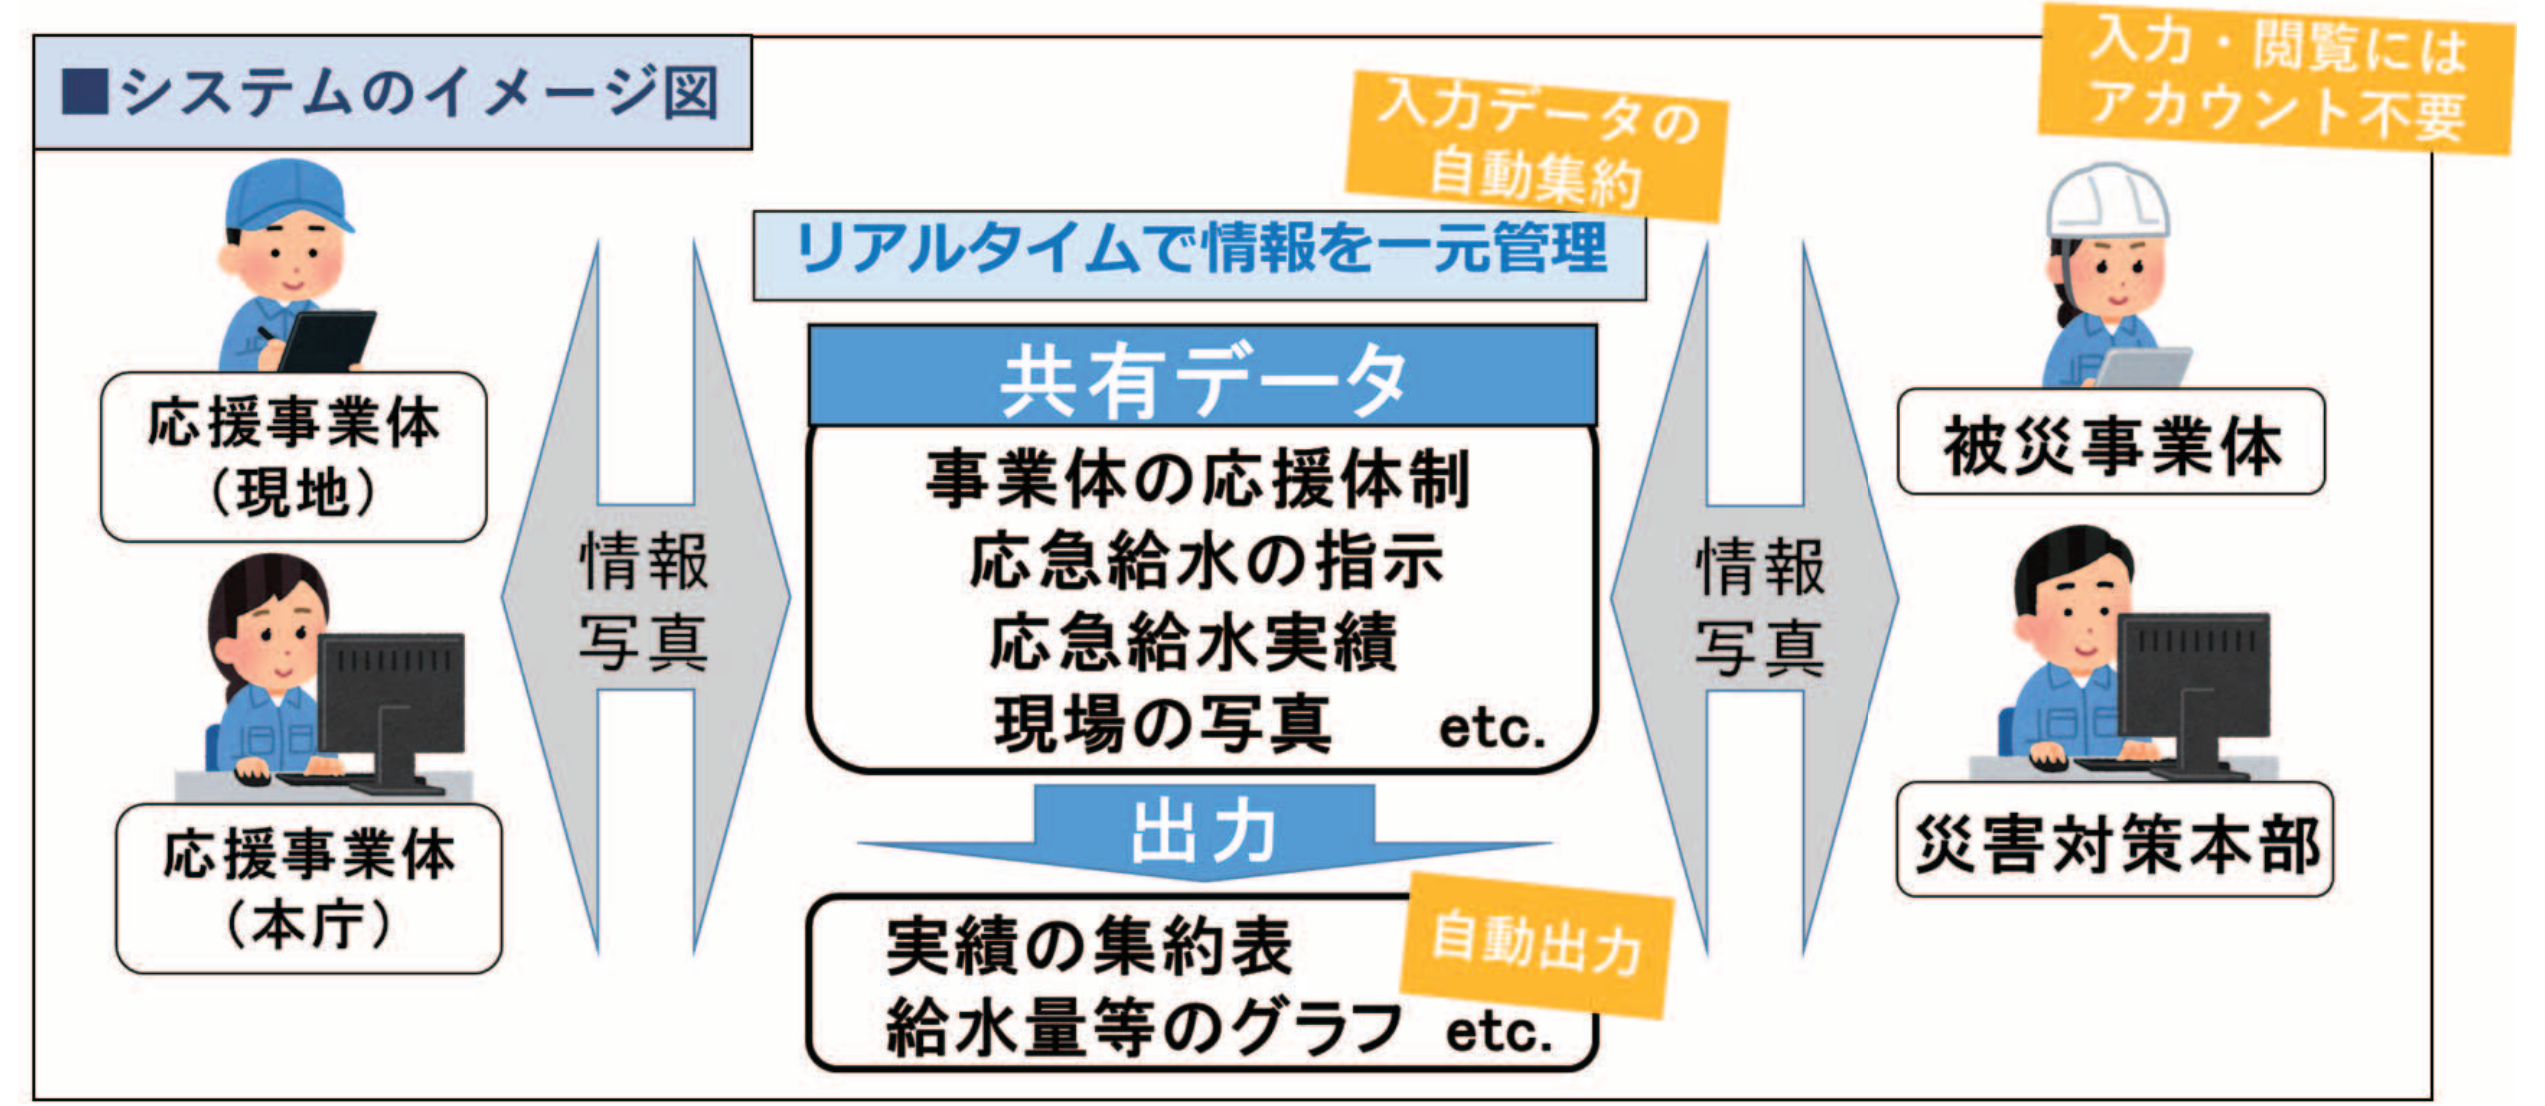 ■システムのイメージ図
入力・閲覧には
アカウント不要
入力データの
自動集約
リアルタイムで情報を一元管理
応援事業体
（現地）
応援事業体
（本庁）
情報
写真
共有データ
事業体の応援体制
応急給水の指示
応急給水実績
現場の写真 etc.
出力
自動出力
実績の集約表
給水量等のグラフ etc.
情報
写真
被災事業体
災害対策本部